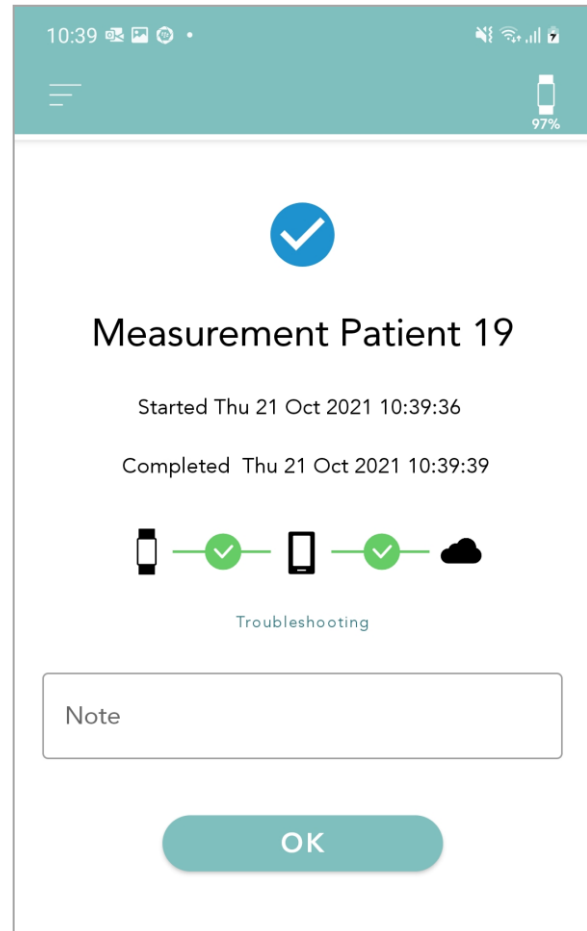 10:39
97%
Measurement Patient 19
Started Thu 21 Oct 2021 10:39:36
Completed Thu 21 Oct 2021 10:39:39
Troubleshooting
Note
OK